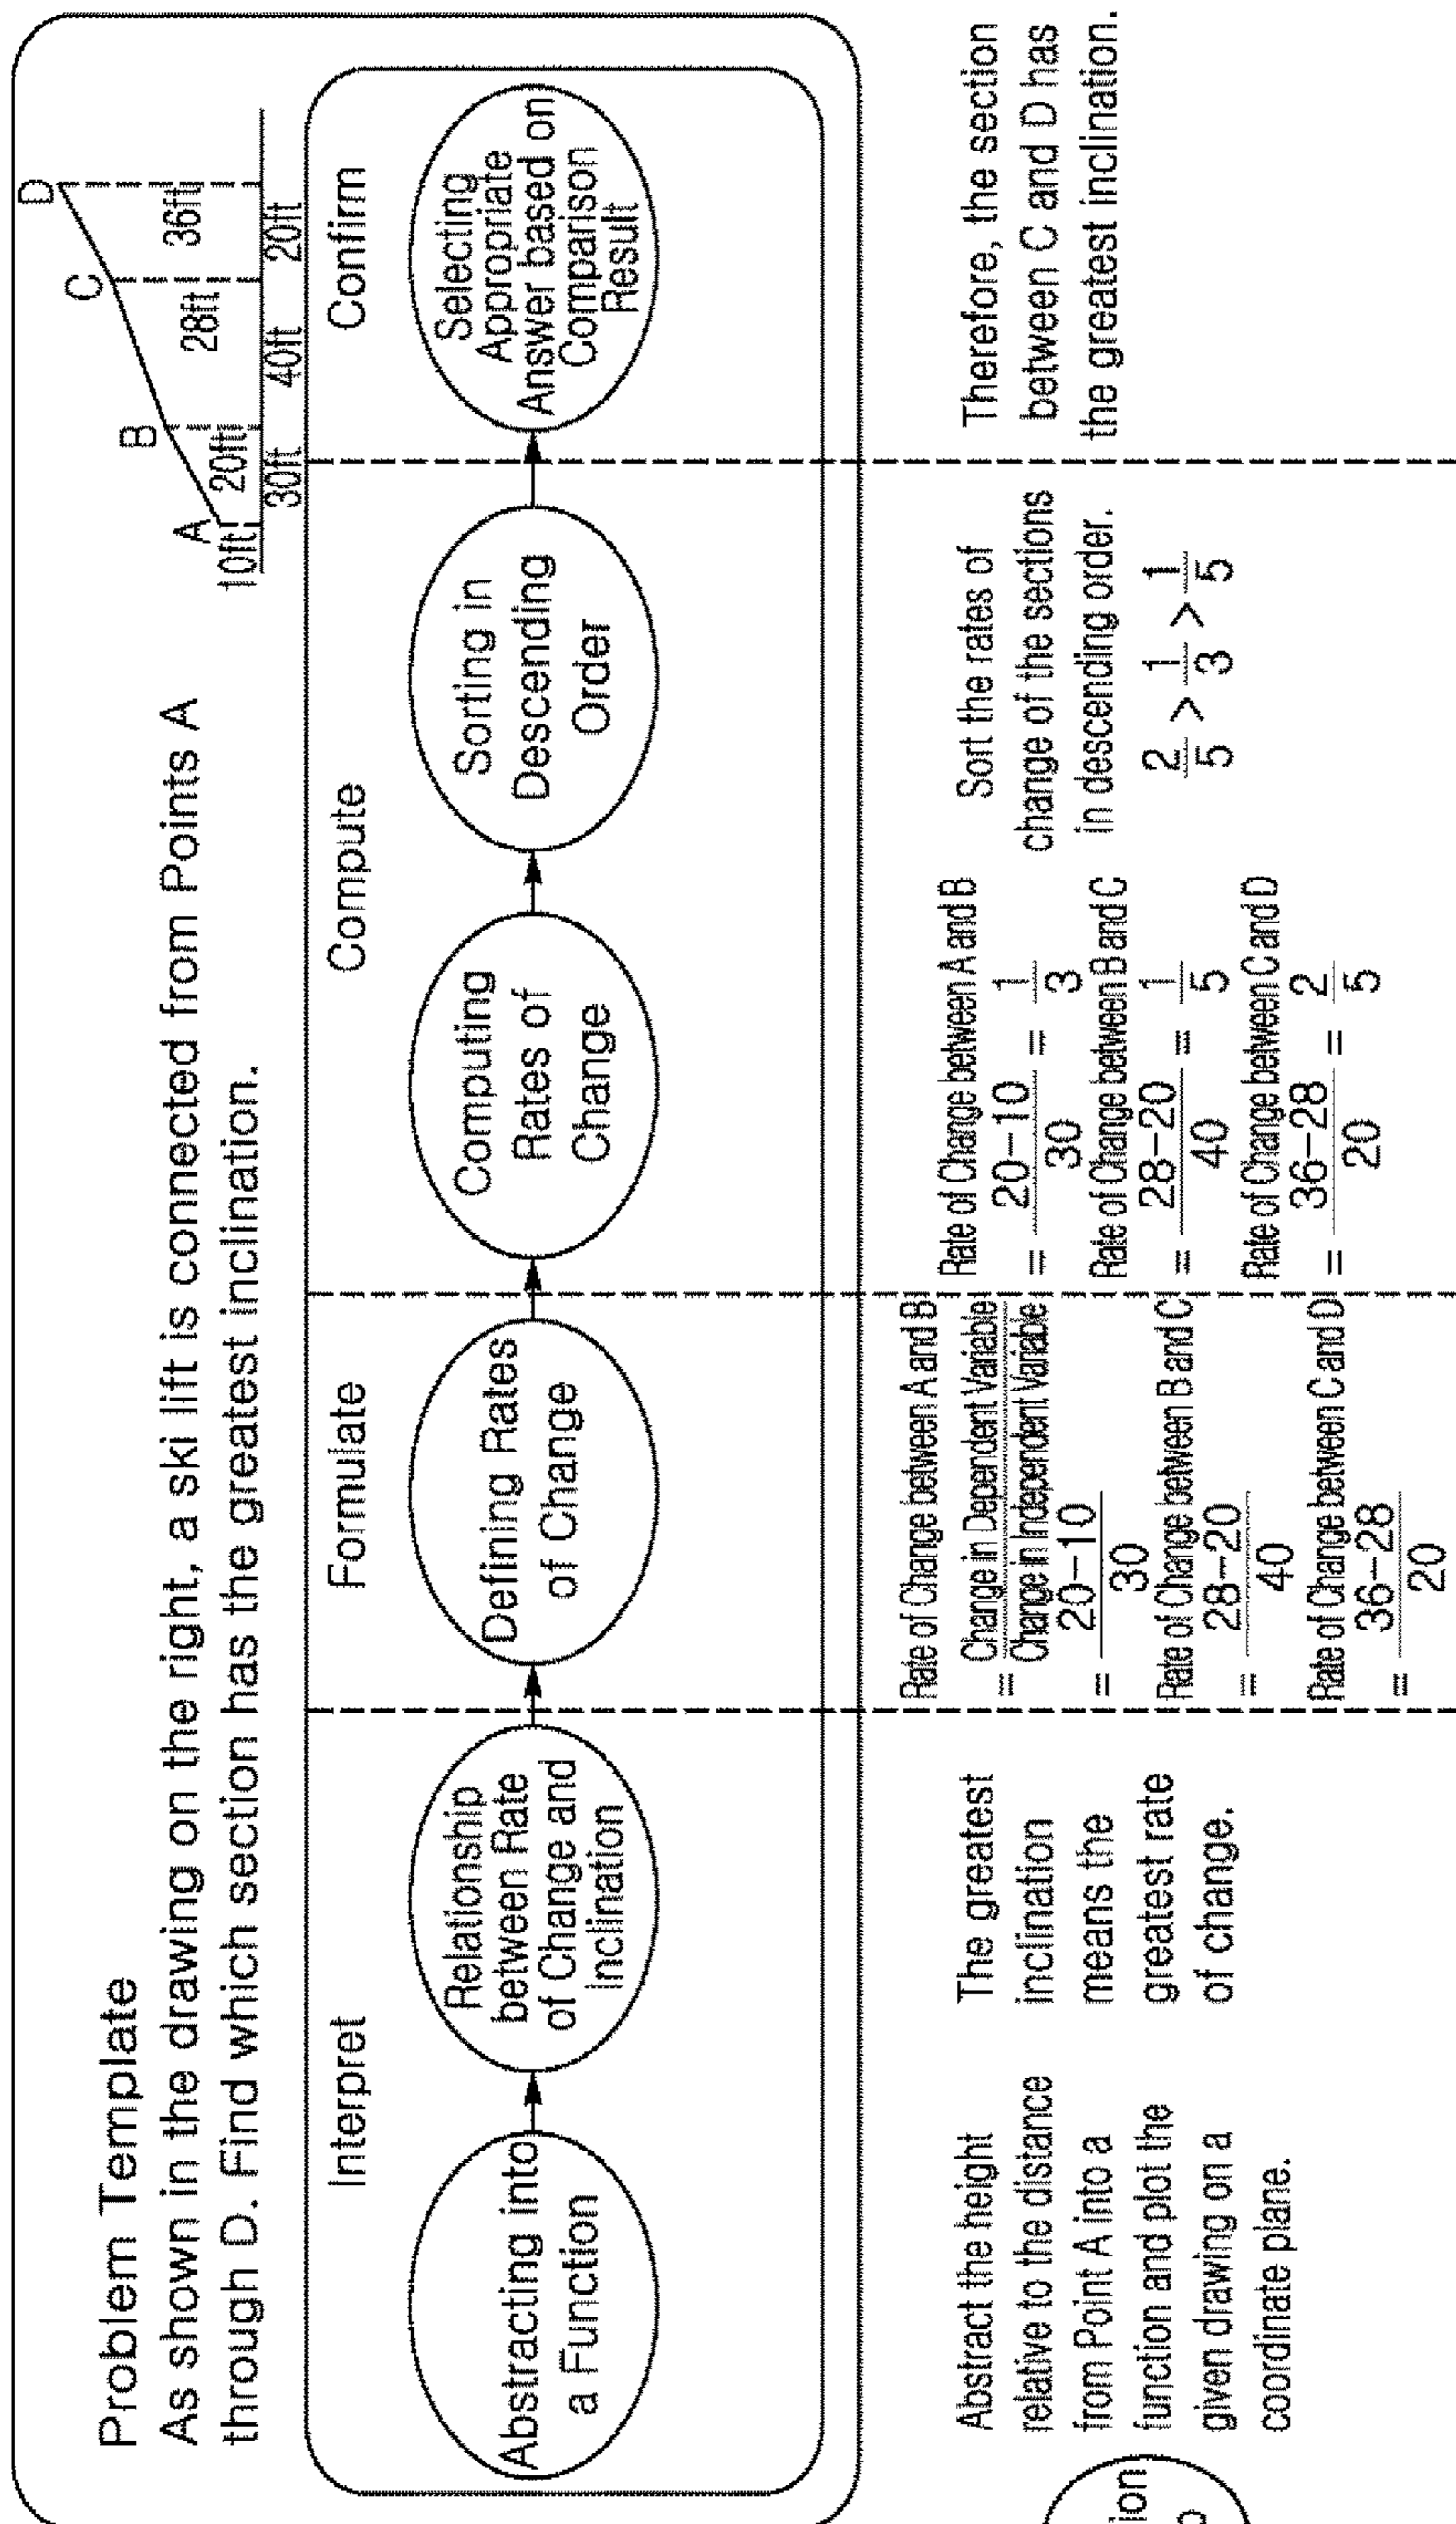 Problem Template
As shown in the drawing on the right, a ski lift is connected from Points A
through D. Find which section has the greatest inclination.
A
B
C
D
10ft
20ft
28ft
36ft
30ft
40ft
20ft
Interpret
Formulate
Compute
Confirm
Abstracting into
a Function
Relationship
between Rate
of Change and
Inclination
Defining Rates
of Change
Computing
Rates of
Change
Sorting in
Descending
Order
Selecting
Appropriate
Answer based on
Comparison
Result
Abstract the height
relative to the distance
from Point A into a
function and plot the
given drawing on a
coordinate plane.
The greatest
inclination
means the
greatest rate
of change.
Rate of Change between A and B
= Change in Dependent Variable
Change in Independent Variable
= 20-10
30
Rate of Change between B and C
= 28-20
40
Rate of Change between C and D
= 36-28
20
Rate of Change between A and B
= 20-10 = 1
30 3
Rate of Change between B and C
= 28-20 = 1
40 5
Rate of Change between C and D
= 36-28 = 2
20 5
Sort the rates of
change of the sections
in descending order.
2 > 1 > 1
5 3 5
Therefore, the section
between C and D has
the greatest inclination.